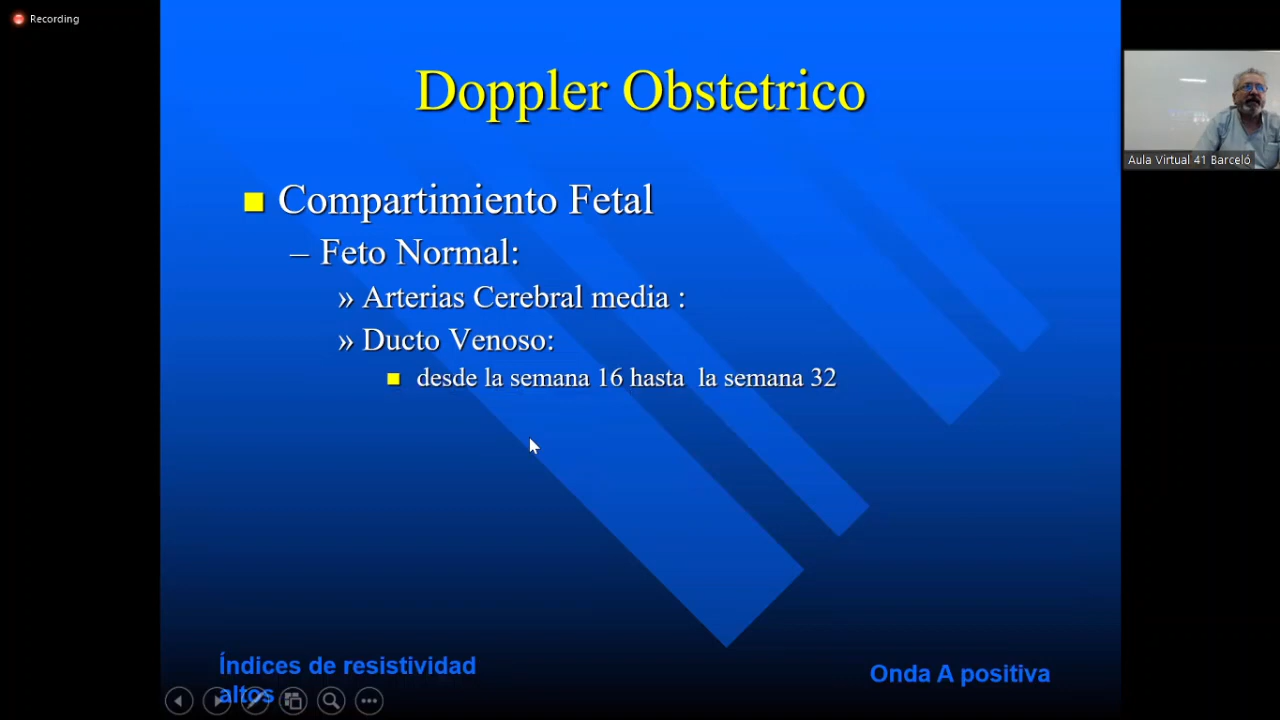 Recording
Doppler Obstetrico
Compartimiento Fetal
– Feto Normal:
» Arterias Cerebral media :
» Ducto Venoso:
desde la semana 16 hasta la semana 32
Aula Virtual 41 Barceló
Índices de resistividad
altos
Onda A positiva